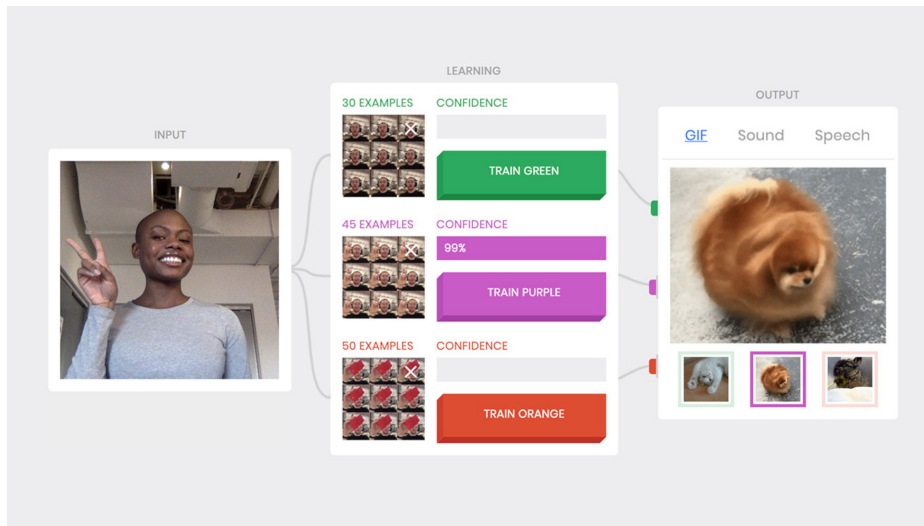 INPUT
LEARNING
30 EXAMPLES CONFIDENCE
TRAIN GREEN
45 EXAMPLES CONFIDENCE
99%
TRAIN PURPLE
50 EXAMPLES CONFIDENCE
TRAIN ORANGE
OUTPUT
GIF Sound Speech